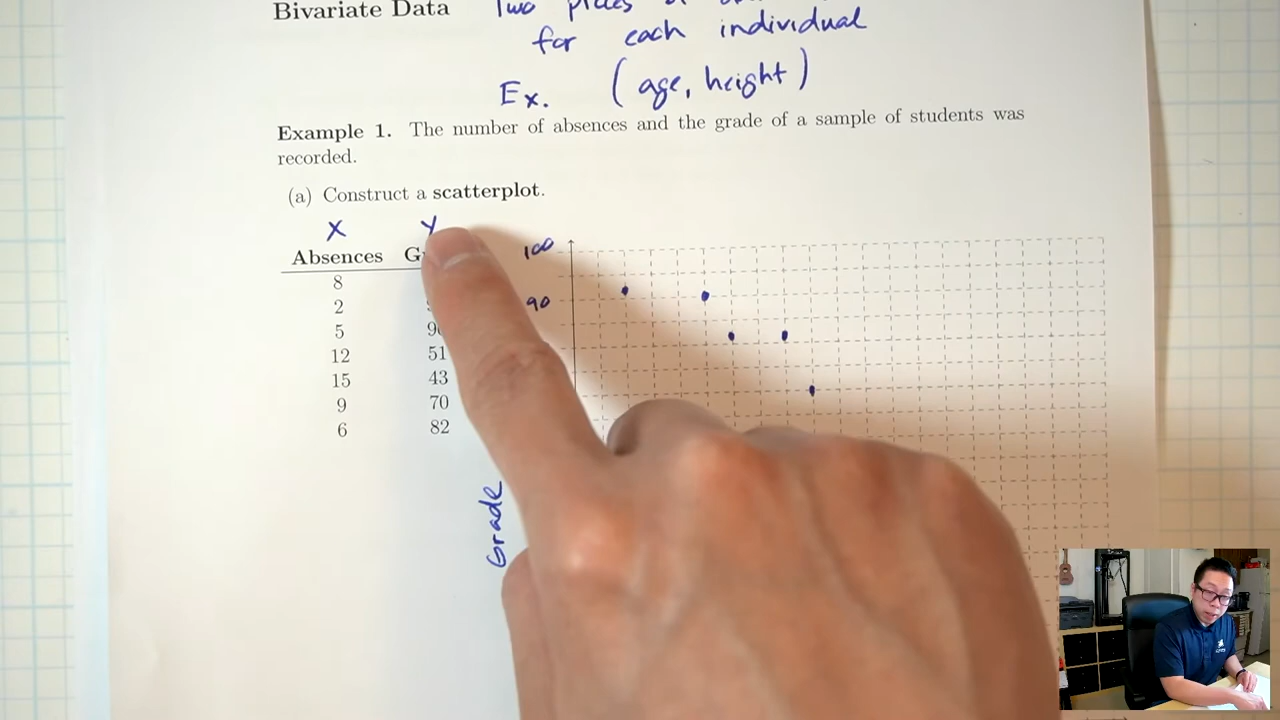 Bivariate Data Two
for each individual
Ex. (age, height)
Example 1. The number of absences and the grade of a sample of students was
recorded.
(a) Construct a scatterplot.
X Y
Absences
8
2
5
12 51
15 43
9 70
6 82
100
90
Grade